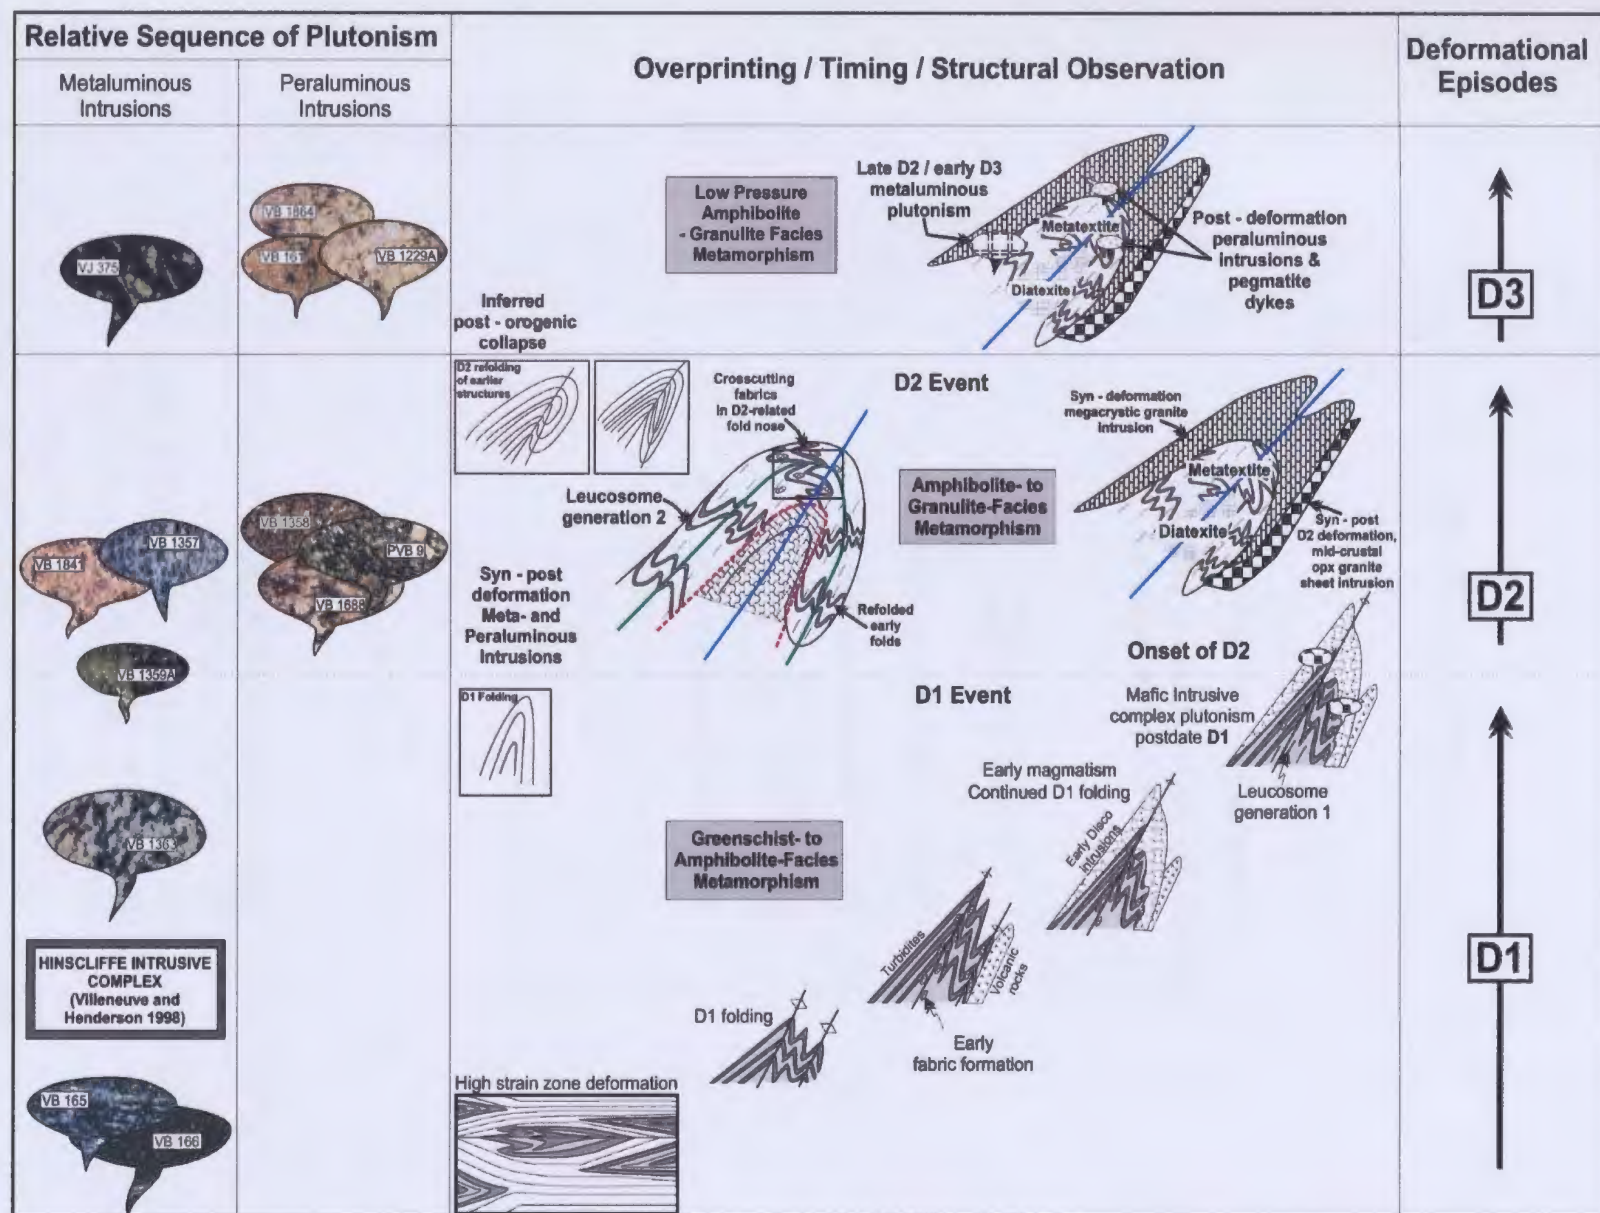 Relative Sequence of Plutonism
Metaluminous
Intrusions
Peraluminous
Intrusions
Overprinting / Timing / Structural Observation
Deformational
Episodes
VJ 375
VB 1864
VB 161
VB 1229A
Low Pressure
Amphibolite
- Granulite Facies
Metamorphism
Late D2 / early D3
metaluminous
plutonism
Metatextite
Diatexite
Post - deformation
peraluminous
intrusions &
pegmatite
dykes
D3
Inferred
post - orogenic
collapse
D2 refolding
of earlier
structures
Crosscutting
fabrics
in D2-related
fold nose
D2 Event
Syn - deformation
megacrystic granite
intrusion
Leucosome
generation 2
Amphibolite- to
Granulite-Facies
Metamorphism
Metatextite
Diatexite
Syn - post
D2 deformation,
mid-crustal
opx granite
sheet intrusion
D2
VB 1841
VB 1357
VB 1358
PVB 9
VB 1688
Syn - post
deformation
Meta- and
Peraluminous
Intrusions
Refolded
early
folds
VB 1359A
Onset of D2
D1 Folding
D1 Event
Mafic Intrusive
complex plutonism
postdate D1
Early magmatism
Continued D1 folding
Leucosome
generation 1
VB 1363
Greenschist- to
Amphibolite-Facies
Metamorphism
Early Disco
intrusions
Turbidites
Volcanic
rocks
D1
HINSCLIFFE INTRUSIVE
COMPLEX
(Villeneuve and
Henderson 1998)
D1 folding
Early
fabric formation
High strain zone deformation
VB 165
VB 166